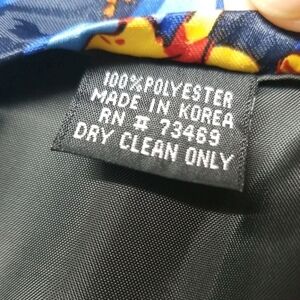 100% POLYESTER
MADE IN KOREA
RN # 73469
DRY CLEAN ONLY